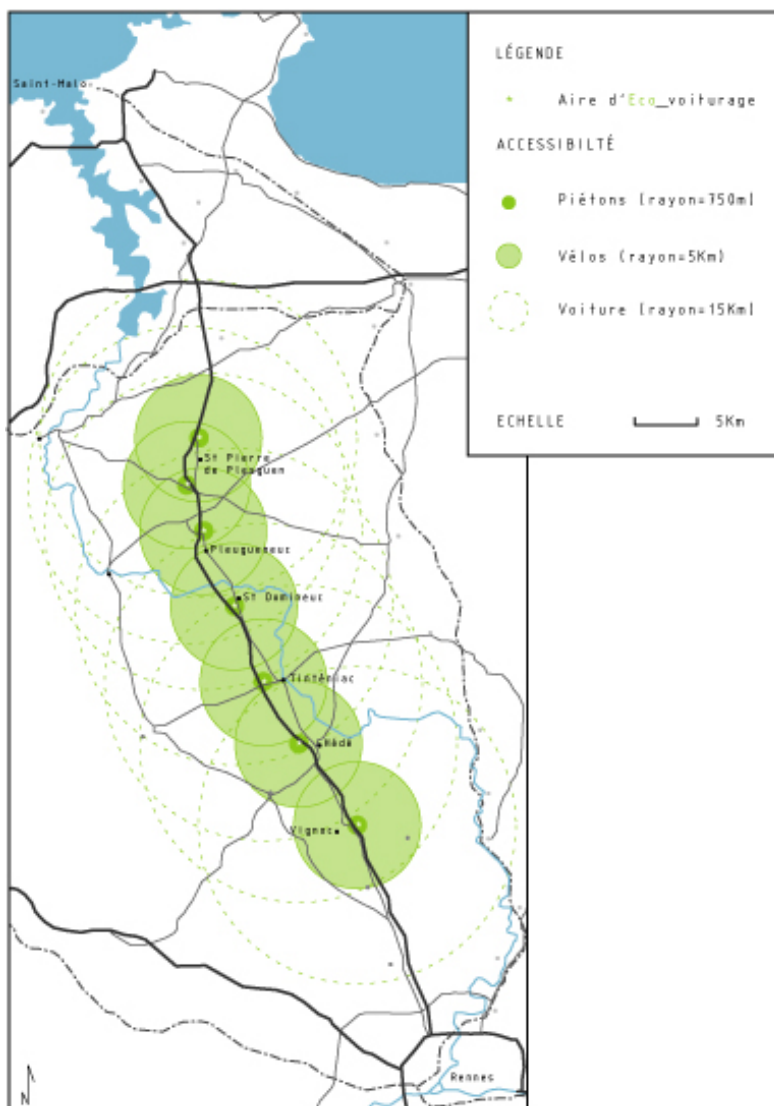 Saint-Malo
LÉGENDE
Aire d'Eco_voiturage
ACCESSIBILTÉ
Piétons (rayon=750m)
Vélos (rayon=5Km)
Voiture (rayon=15Km)
ECHELLE 5Km
St Pierre
de Plesguen
Pleugueneuc
St Domineuc
Tinténiac
Hédé
Vignoc
Rennes
N